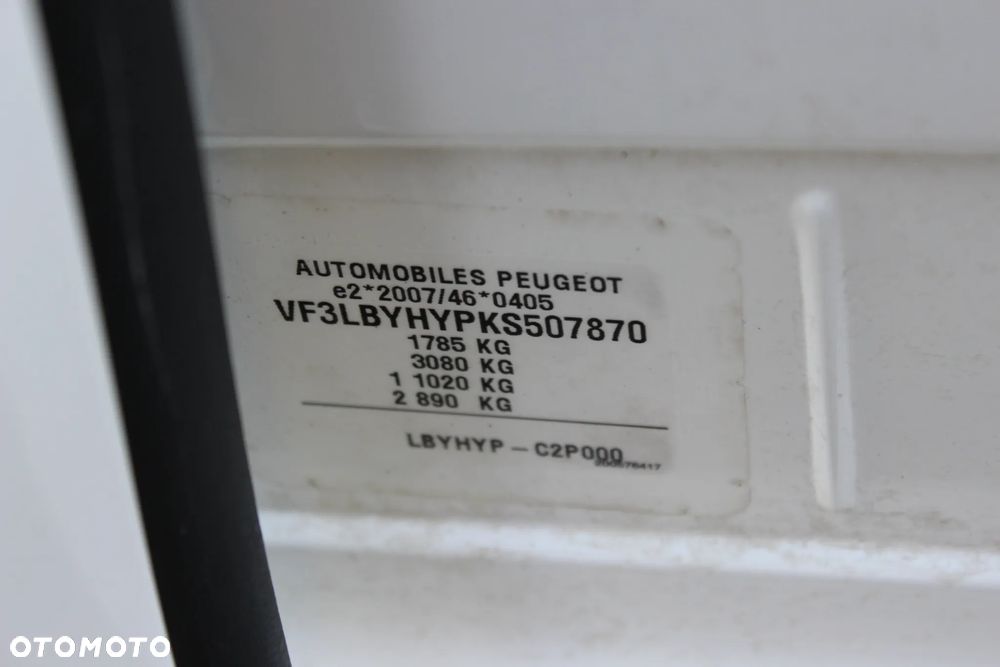 AUTOMOBILES PEUGEOT
e2*2007/46*0405
VF3LBYHYPKS507870
1785 KG
3080 KG
1 1020 KG
2 890 KG
LBYHYP - C2P000
OTOMOTO